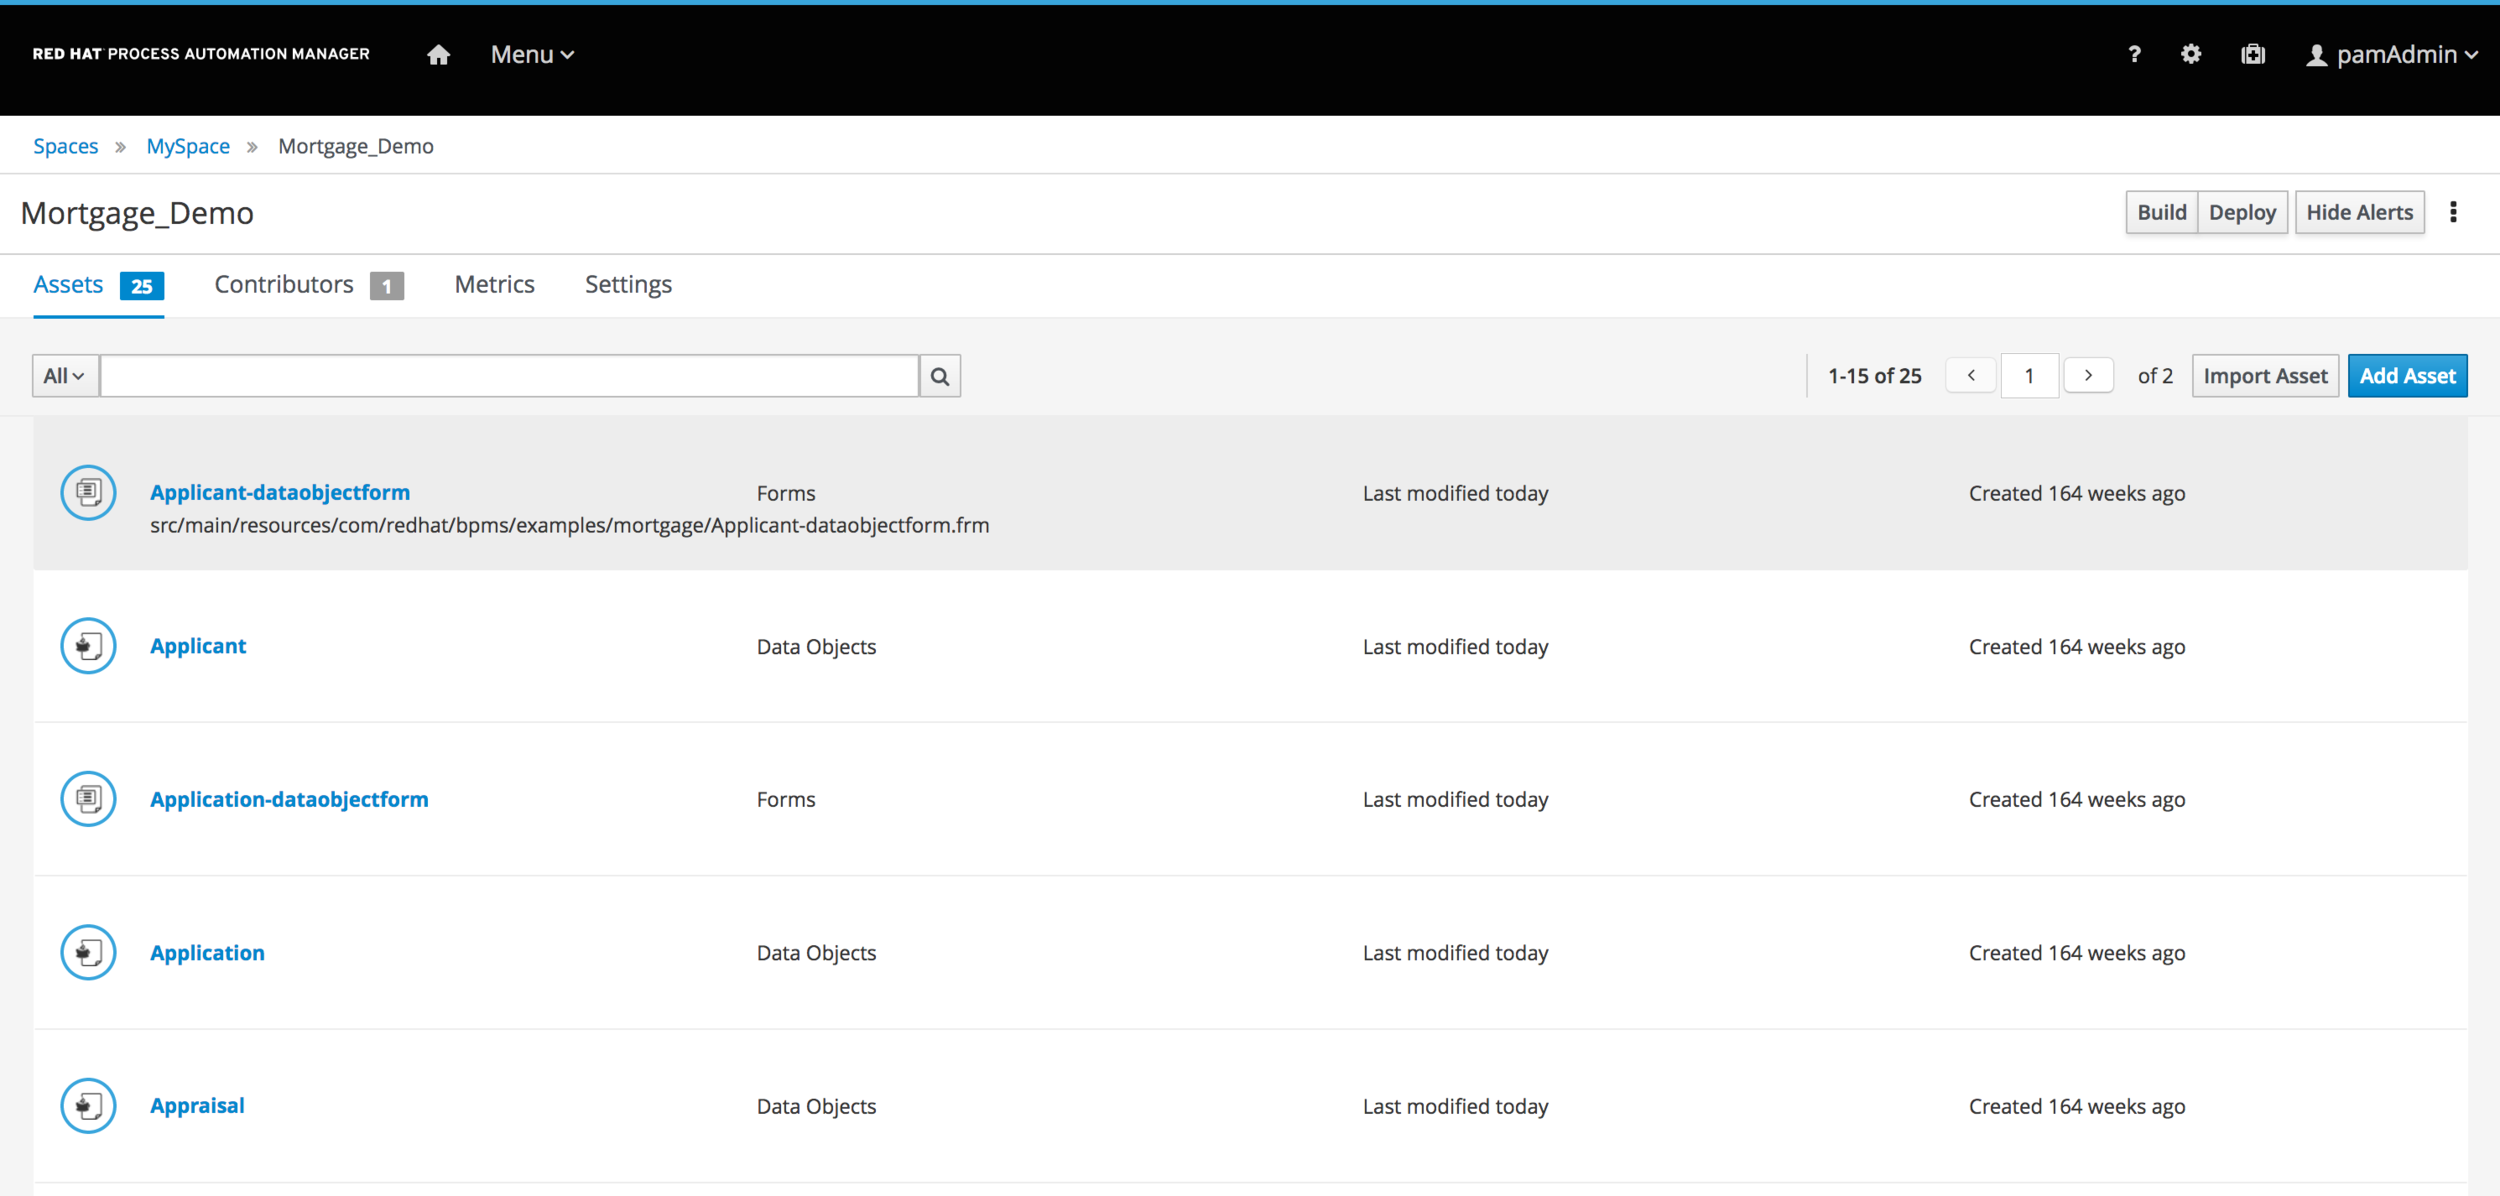 RED HAT PROCESS AUTOMATION MANAGER Menu ? pamAdmin
Spaces » MySpace » Mortgage_Demo
Mortgage_Demo Build Deploy Hide Alerts
Assets 25 Contributors 1 Metrics Settings
All 1-15 of 25 1 of 2 Import Asset Add Asset
Applicant-dataobjectform Forms Last modified today Created 164 weeks ago
src/main/resources/com/redhat/bpms/examples/mortgage/Applicant-dataobjectform.frm
Applicant Data Objects Last modified today Created 164 weeks ago
Application-dataobjectform Forms Last modified today Created 164 weeks ago
Application Data Objects Last modified today Created 164 weeks ago
Appraisal Data Objects Last modified today Created 164 weeks ago